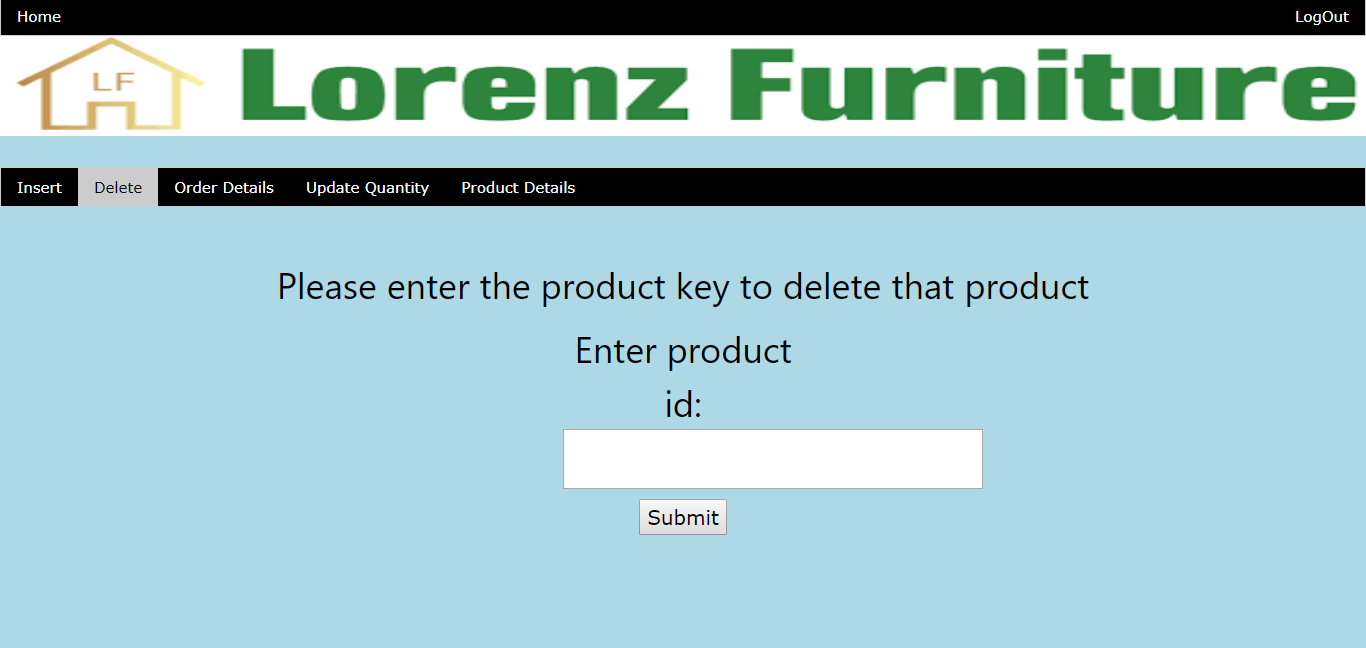 Home LogOut
LF Lorenz Furniture
Insert Delete Order Details Update Quantity Product Details
Please enter the product key to delete that product
Enter product
id:
Submit